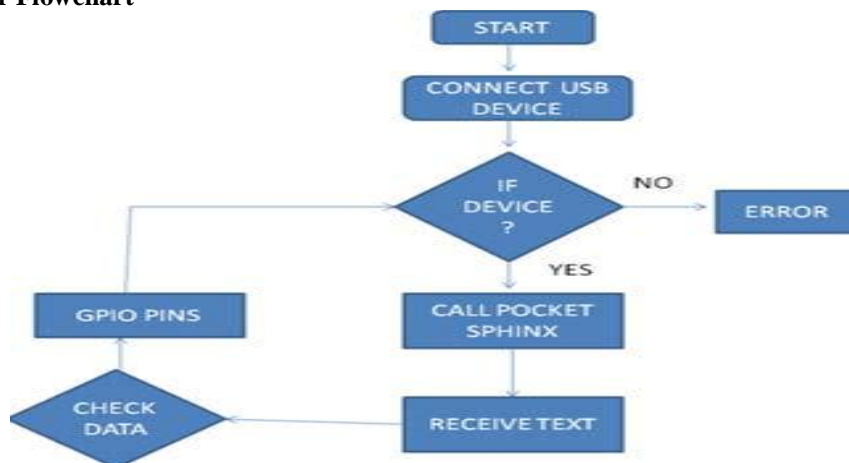 Flowchart
START
CONNECT USB
DEVICE
IF
DEVICE
?
NO
ERROR
YES
CALL POCKET
SPHINX
GPIO PINS
CHECK
DATA
RECEIVE TEXT